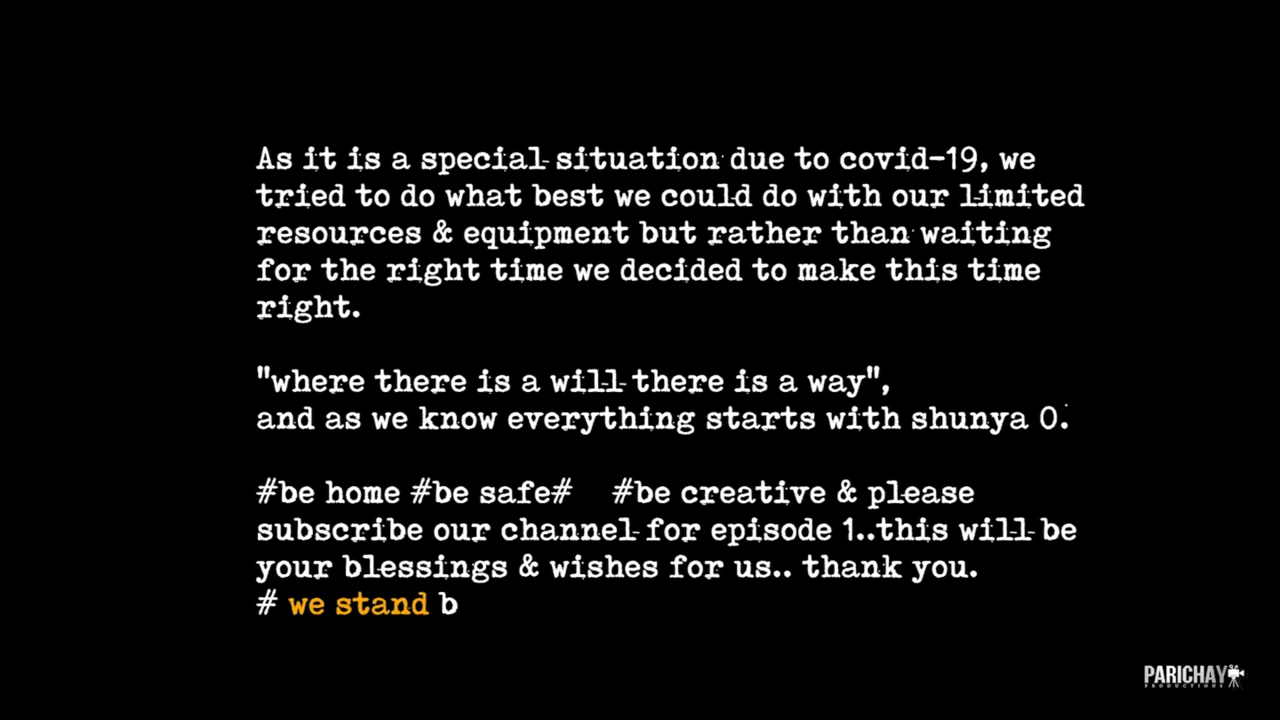 As it is a special situation due to covid-19, we
tried to do what best we could do with our limited
resources & equipment but rather than waiting
for the right time we decided to make this time
right.
"where there is a will there is a way",
and as we know everything starts with shunya 0.
#be home #be safe# #be creative & please
subscribe our channel for episode 1..this will be
your blessings & wishes for us.. thank you.
# we stand b
PARICHAY
PRODUCTIONS